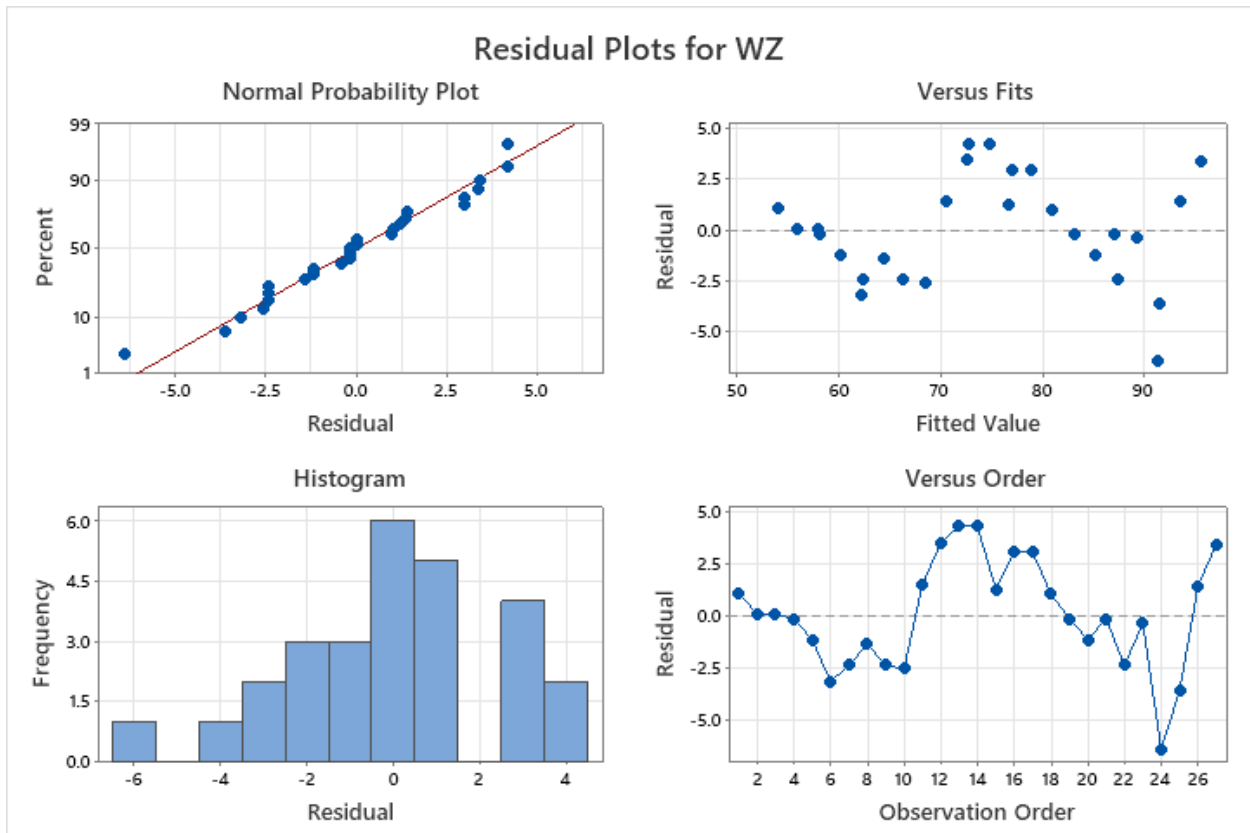 Residual Plots for WZ
Normal Probability Plot
99
90
50
10
1
Percent
-5.0 -2.5 0.0 2.5 5.0
Residual
Versus Fits
5.0
2.5
0.0
-2.5
-5.0
Residual
50 60 70 80 90
Fitted Value
Histogram
6.0
4.5
3.0
1.5
0.0
Frequency
-6 -4 -2 0 2 4
Residual
Versus Order
5.0
2.5
0.0
-2.5
-5.0
Residual
2 4 6 8 10 12 14 16 18 20 22 24 26
Observation Order